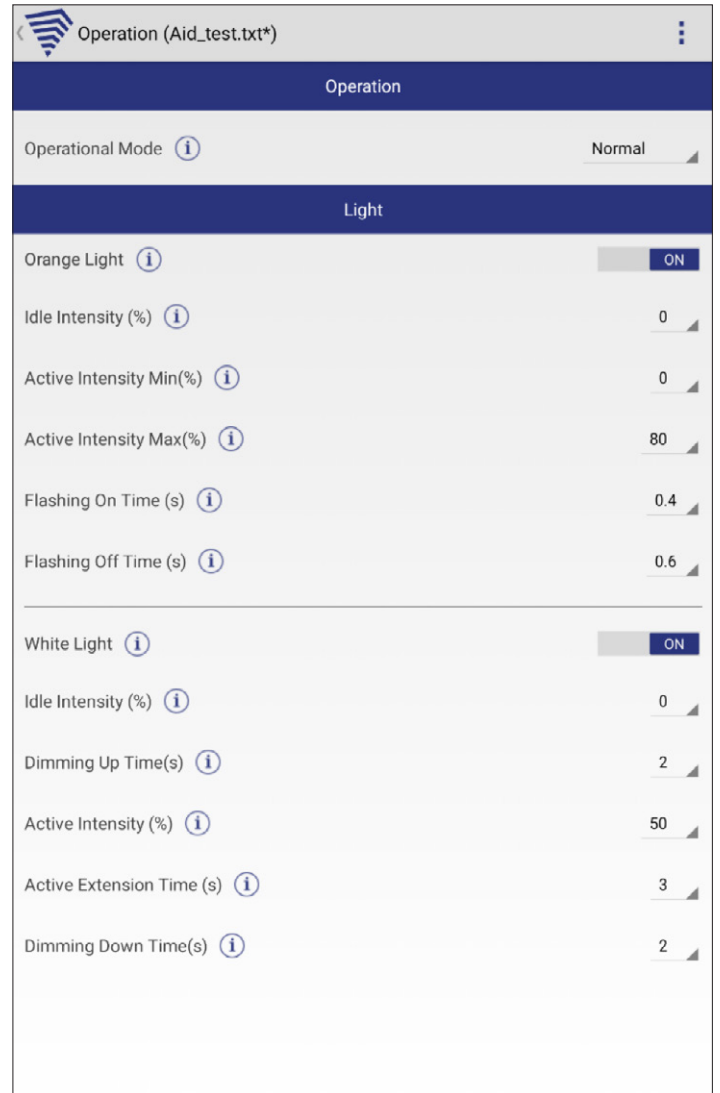 Operation (Aid_test.txt*)
Operation
Operational Mode i Normal
Light
Orange Light i ON
Idle Intensity (%) i 0
Active Intensity Min(%) i 0
Active Intensity Max(%) i 80
Flashing On Time (s) i 0.4
Flashing Off Time (s) i 0.6
White Light i ON
Idle Intensity (%) i 0
Dimming Up Time(s) i 2
Active Intensity (%) i 50
Active Extension Time (s) i 3
Dimming Down Time(s) i 2